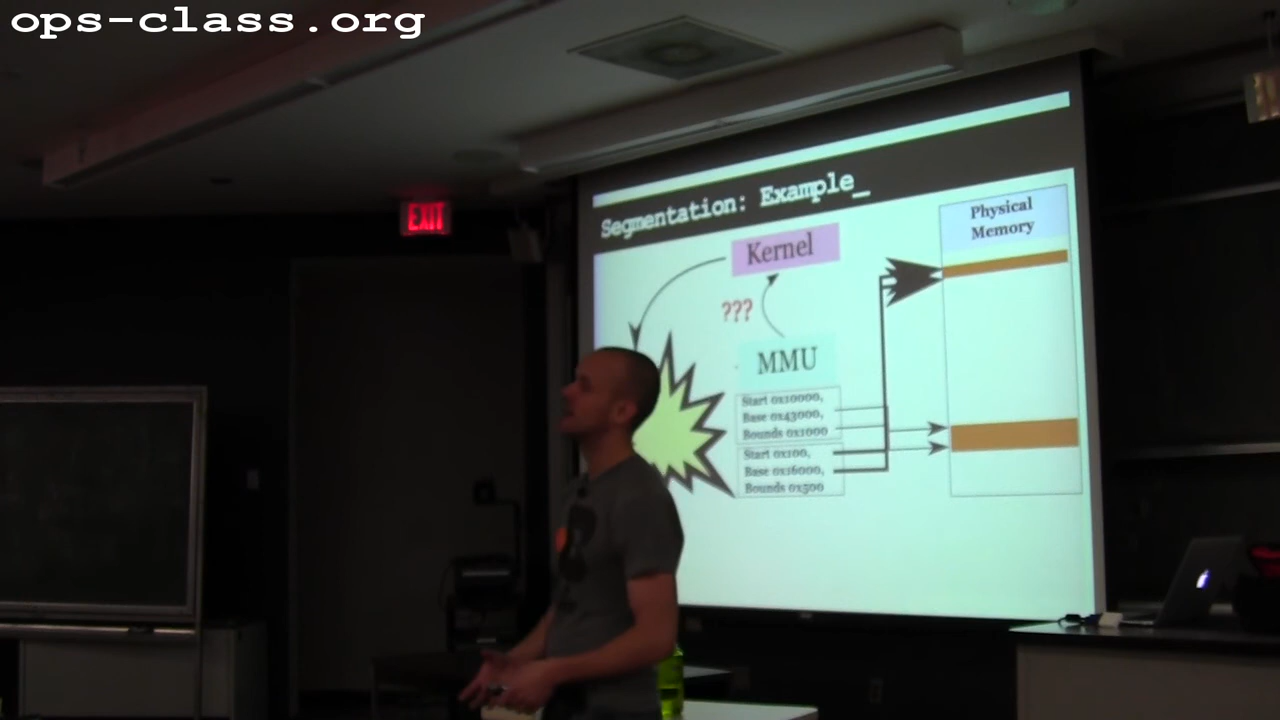 ops-class.org
EXIT
Segmentation: Example_
Physical
Memory
Kernel
???
MMU
Start 0x10000,
Base 0x43000,
Bounds 0x1000
Start 0x100,
Base 0x16000,
Bounds 0x500